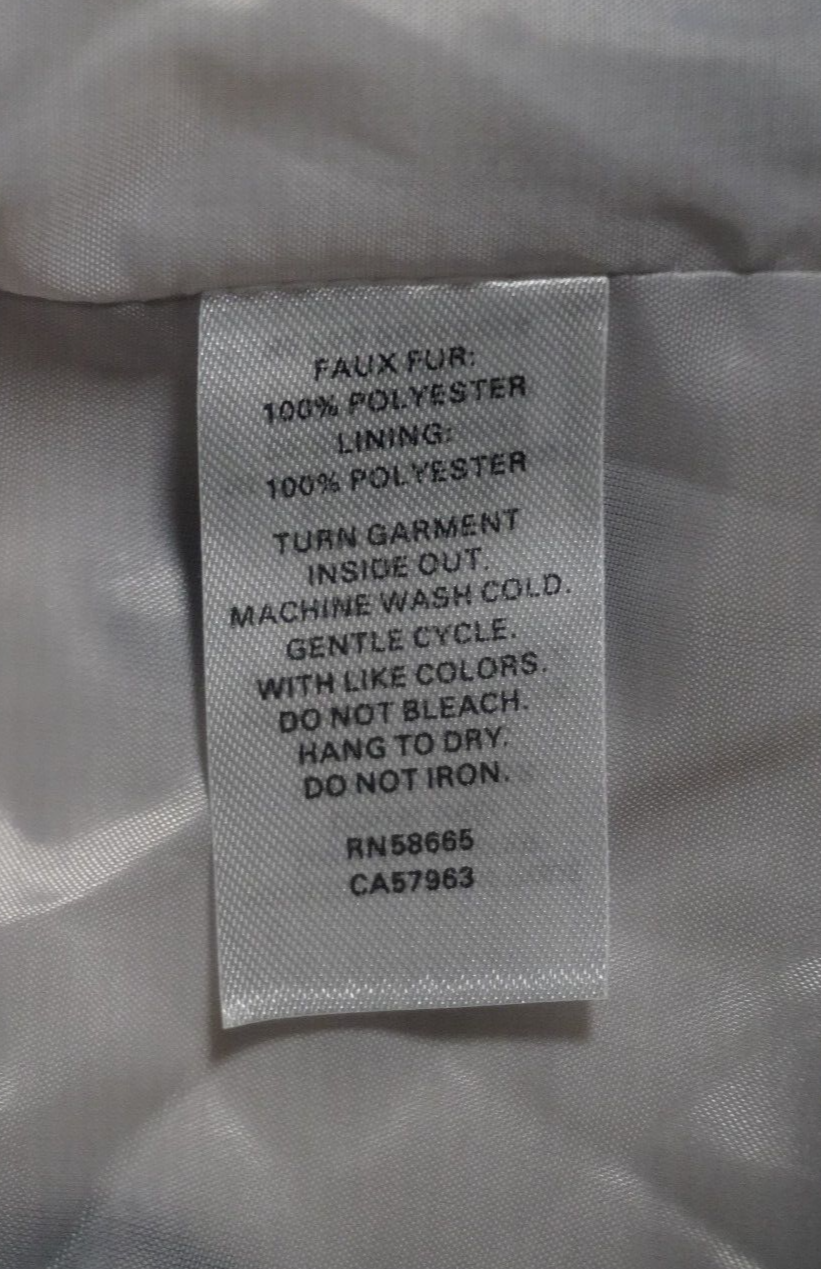 FAUX FUR:
100% POLYESTER
LINING:
100% POLYESTER
TURN GARMENT
INSIDE OUT.
MACHINE WASH COLD.
GENTLE CYCLE.
WITH LIKE COLORS.
DO NOT BLEACH.
HANG TO DRY.
DO NOT IRON.
RN58665
CA57963